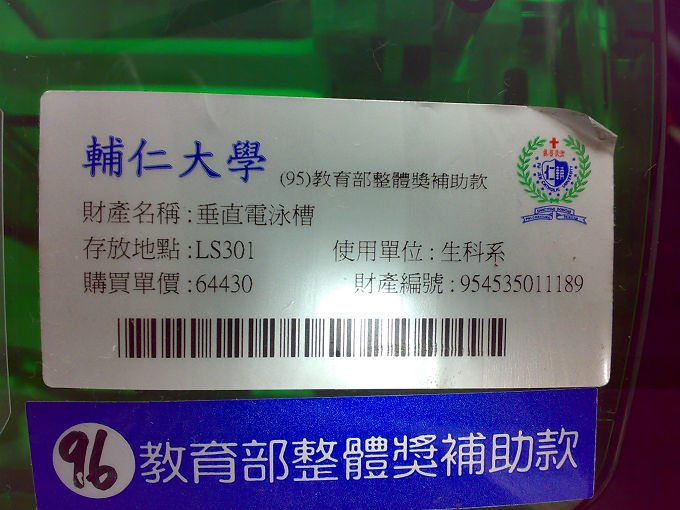 輔仁大學 (95)教育部整體獎補助款
財產名稱:垂直電泳槽
存放地點:LS301 使用單位:生科系
購買單價:64430 財產編號:954535011189
96 教育部整體獎補助款